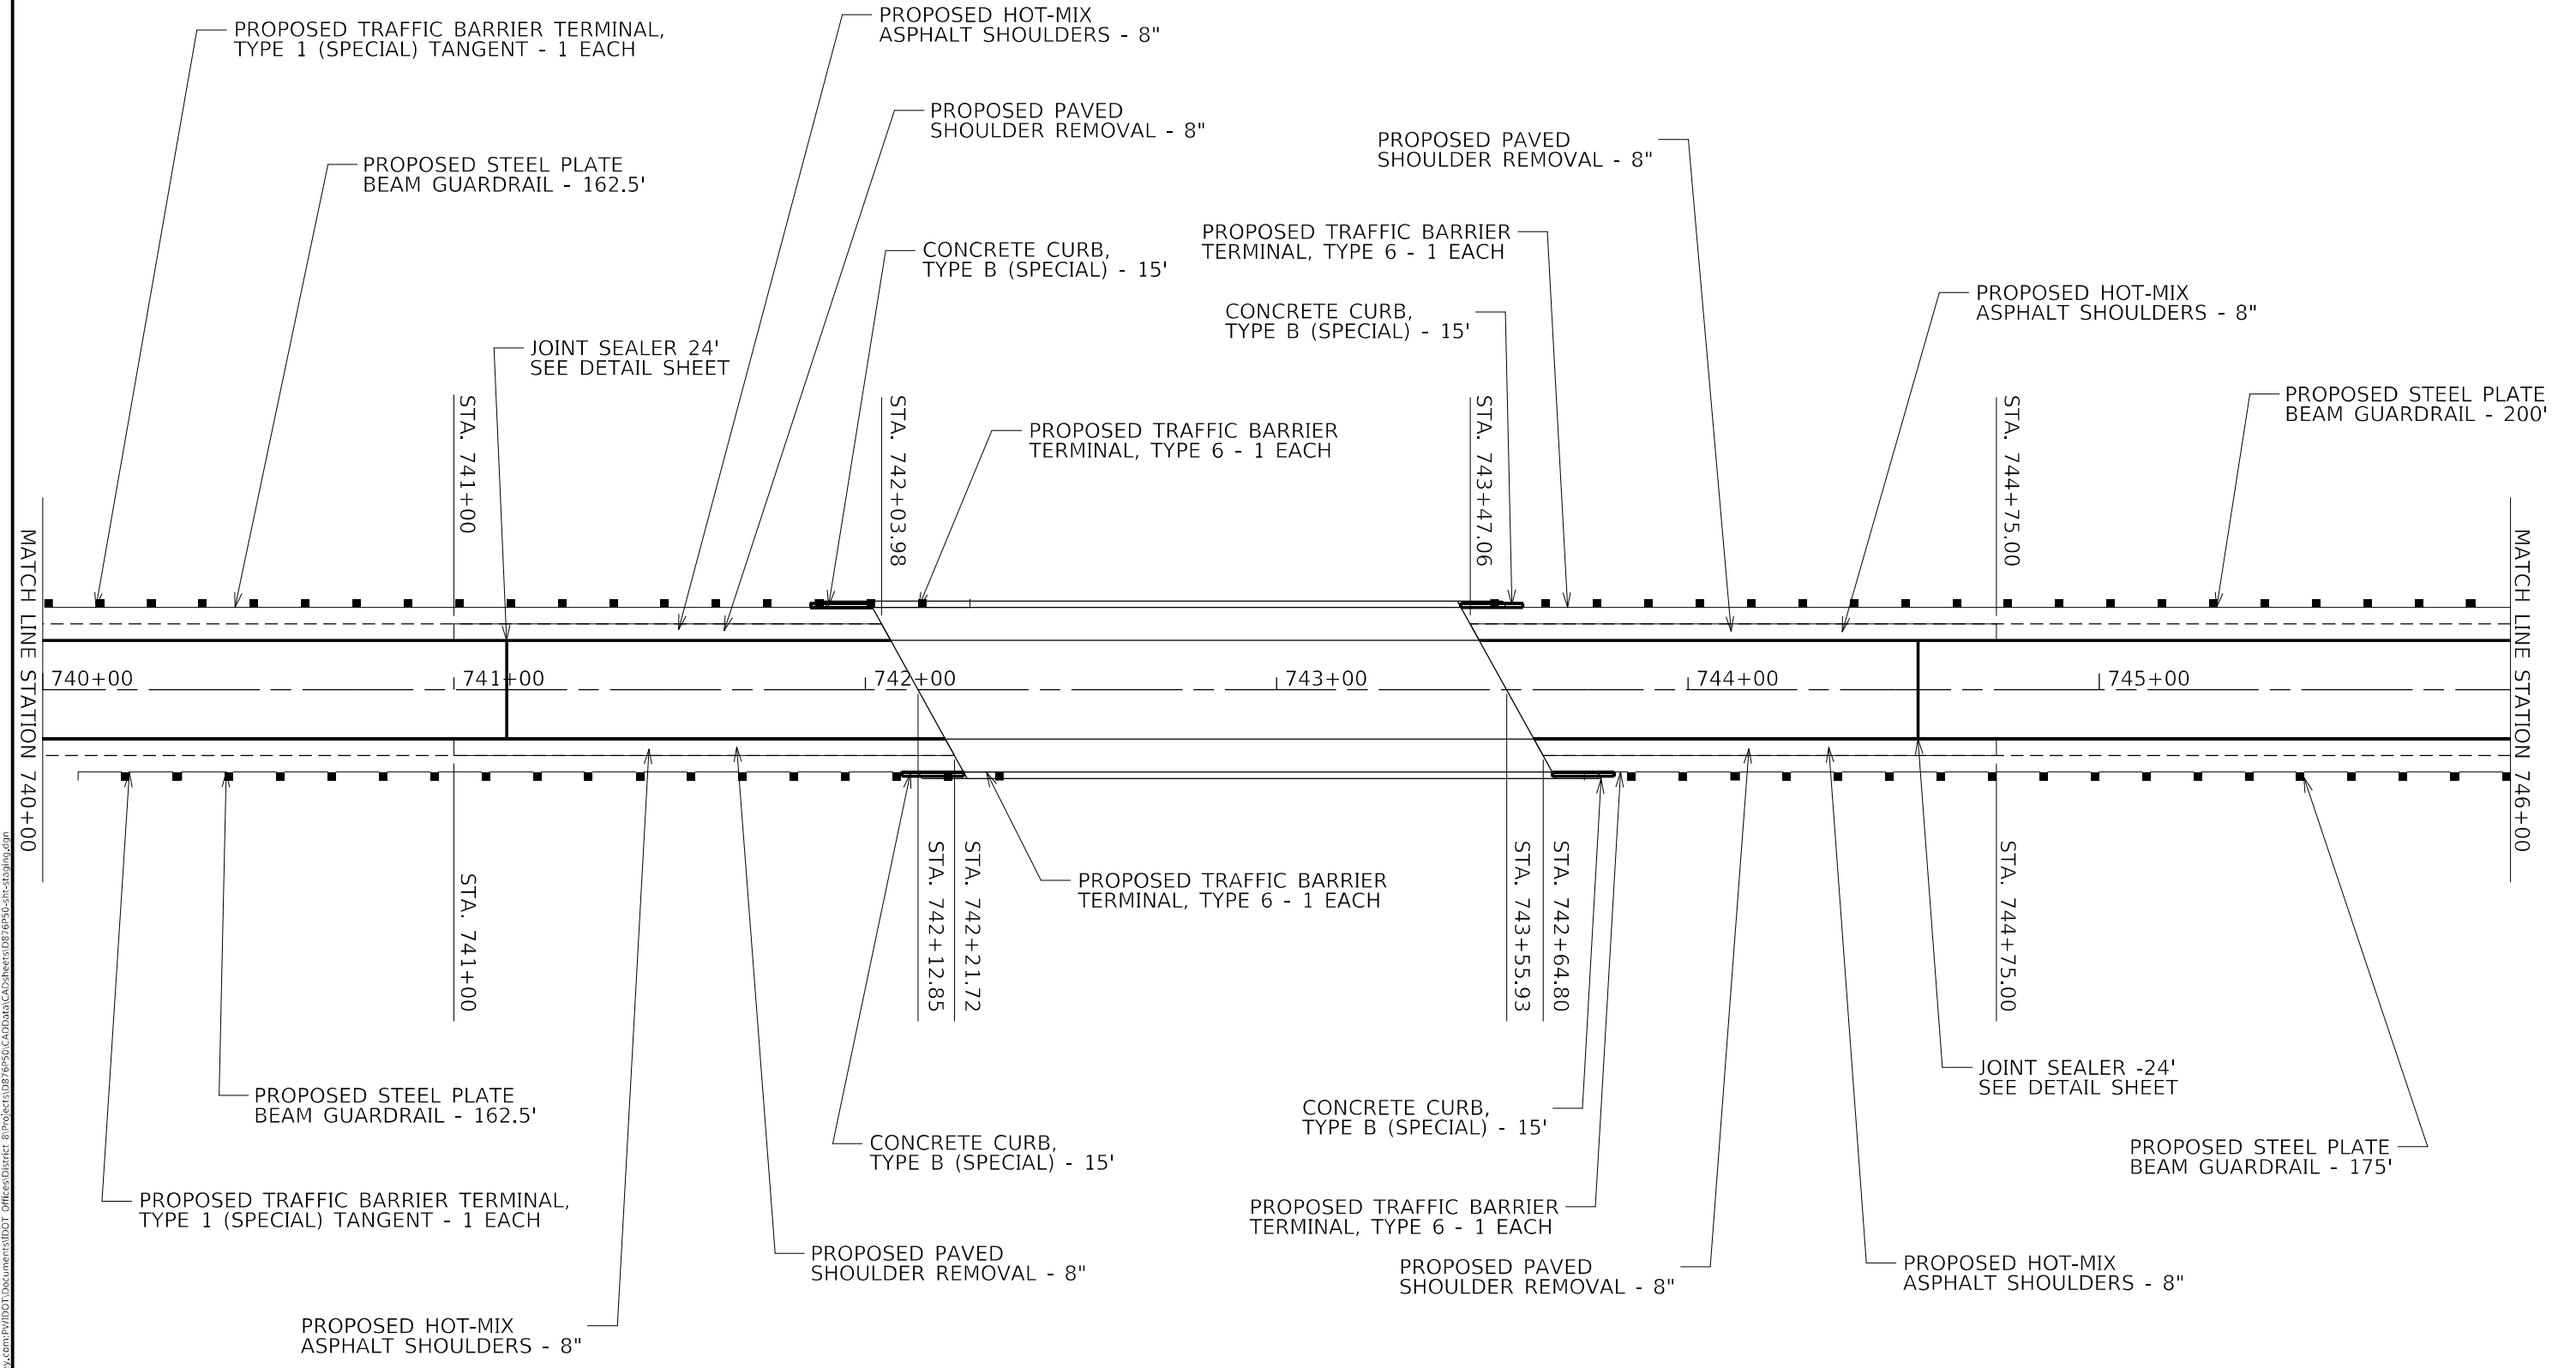 PROPOSED TRAFFIC BARRIER TERMINAL,
TYPE 1 (SPECIAL) TANGENT - 1 EACH
PROPOSED HOT-MIX
ASPHALT SHOULDERS - 8"
PROPOSED PAVED
SHOULDER REMOVAL - 8"
PROPOSED STEEL PLATE
BEAM GUARDRAIL - 162.5'
PROPOSED PAVED
SHOULDER REMOVAL - 8"
CONCRETE CURB,
TYPE B (SPECIAL) - 15'
PROPOSED TRAFFIC BARRIER
TERMINAL, TYPE 6 - 1 EACH
CONCRETE CURB,
TYPE B (SPECIAL) - 15'
PROPOSED HOT-MIX
ASPHALT SHOULDERS - 8"
JOINT SEALER 24'
SEE DETAIL SHEET
PROPOSED STEEL PLATE
BEAM GUARDRAIL - 200'
PROPOSED TRAFFIC BARRIER
TERMINAL, TYPE 6 - 1 EACH
STA. 741+00
STA. 742+03.98
STA. 743+47.06
STA. 744+75.00
MATCH LINE STATION 740+00
740+00
741+00
742+00
743+00
744+00
745+00
MATCH LINE STATION 746+00
STA. 741+00
STA. 742+12.85
STA. 742+21.72
STA. 743+55.93
STA. 742+64.80
STA. 744+75.00
PROPOSED TRAFFIC BARRIER
TERMINAL, TYPE 6 - 1 EACH
JOINT SEALER -24'
SEE DETAIL SHEET
PROPOSED STEEL PLATE
BEAM GUARDRAIL - 162.5'
CONCRETE CURB,
TYPE B (SPECIAL) - 15'
CONCRETE CURB,
TYPE B (SPECIAL) - 15'
PROPOSED STEEL PLATE
BEAM GUARDRAIL - 175'
PROPOSED TRAFFIC BARRIER TERMINAL,
TYPE 1 (SPECIAL) TANGENT - 1 EACH
PROPOSED TRAFFIC BARRIER
TERMINAL, TYPE 6 - 1 EACH
PROPOSED PAVED
SHOULDER REMOVAL - 8"
PROPOSED PAVED
SHOULDER REMOVAL - 8"
PROPOSED HOT-MIX
ASPHALT SHOULDERS - 8"
PROPOSED HOT-MIX
ASPHALT SHOULDERS - 8"